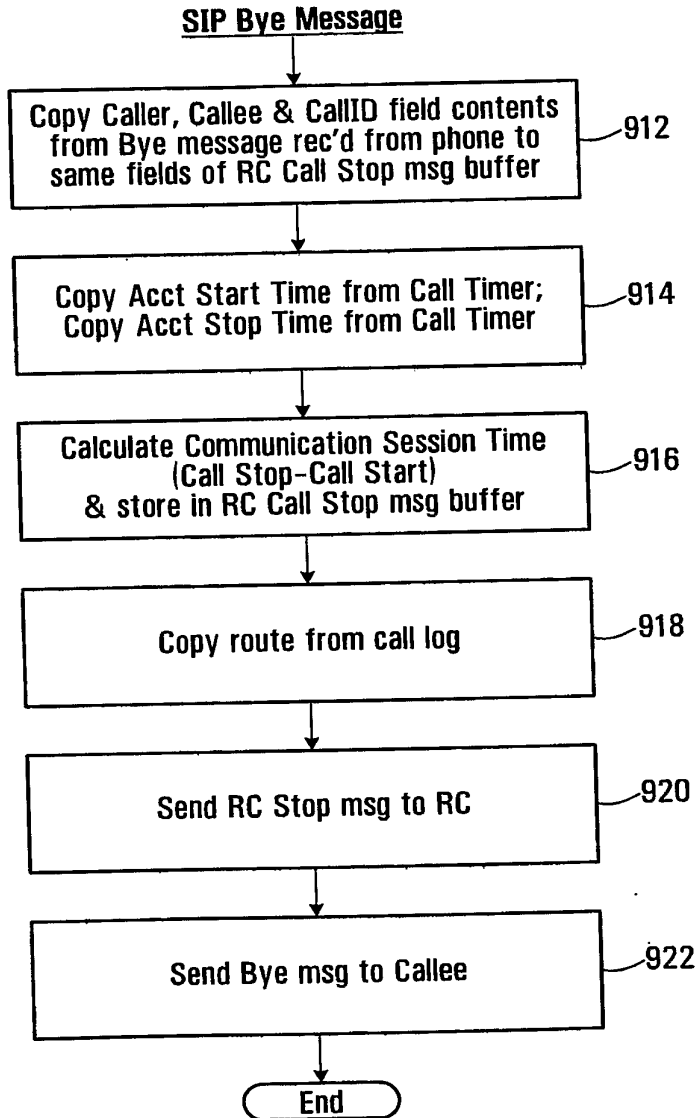 SIP Bye Message
Copy Caller, Callee & CallID field contents
from Bye message rec'd from phone to
same fields of RC Call Stop msg buffer
912
Copy Acct Start Time from Call Timer;
Copy Acct Stop Time from Call Timer
914
Calculate Communication Session Time
(Call Stop-Call Start)
& store in RC Call Stop msg buffer
916
Copy route from call log
918
Send RC Stop msg to RC
920
Send Bye msg to Callee
922
End